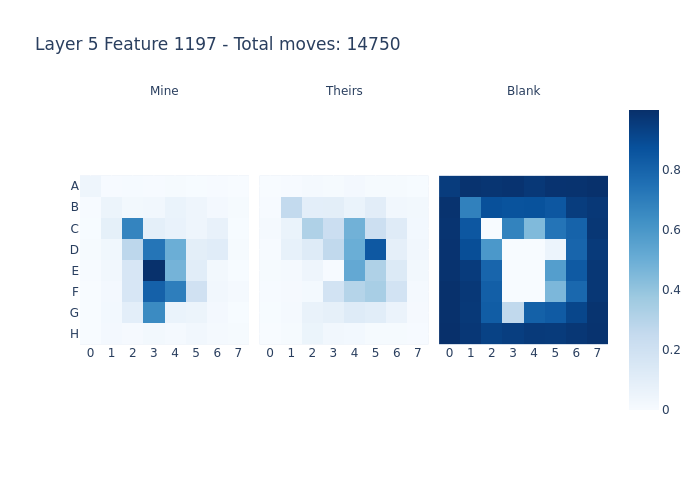 Layer 5 Feature 1197 - Total moves: 14750
Mine
Theirs
Blank
A
B
C
D
E
F
G
H
0 1 2 3 4 5 6 7
0 1 2 3 4 5 6 7
0 1 2 3 4 5 6 7
0.8
0.6
0.4
0.2
0